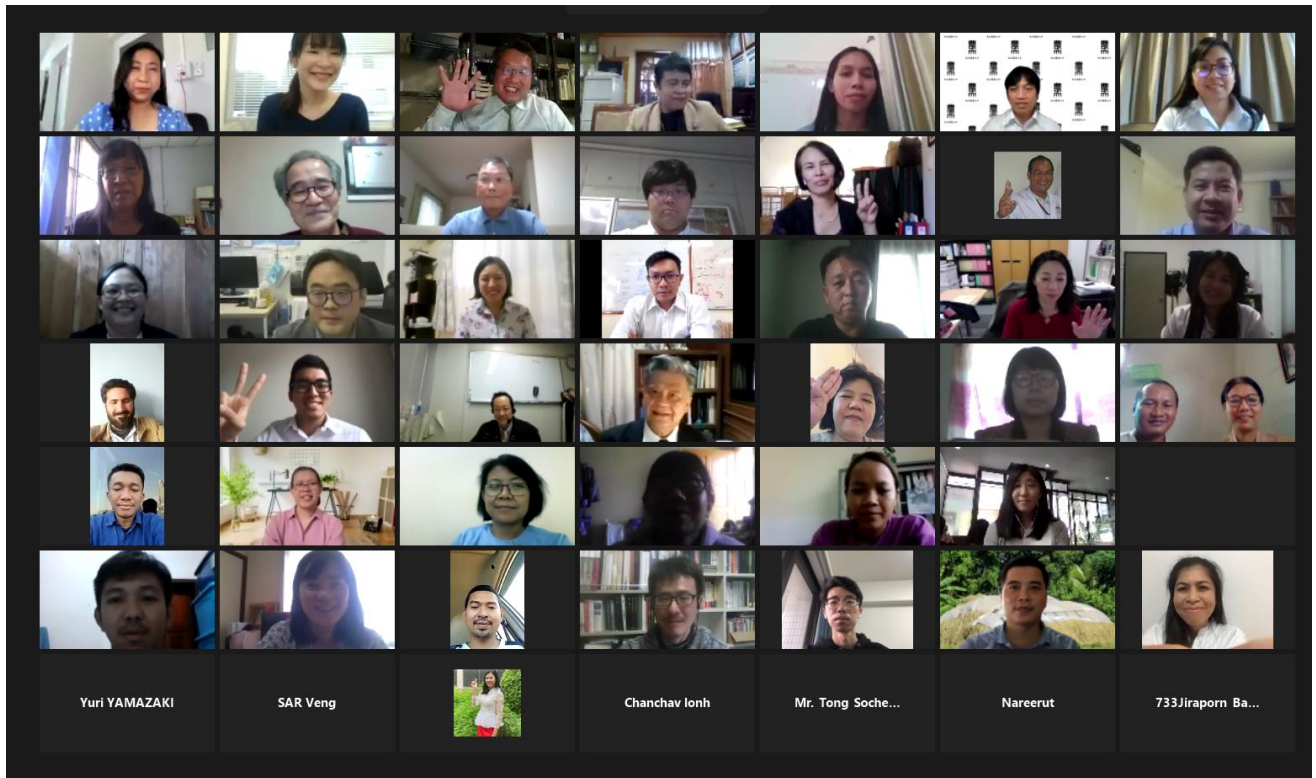 Yuri YAMAZAKI
SAR Veng
Chanchav Ionh
Mr. Tong Soche...
Nareerut
733Jiraporn Ba...